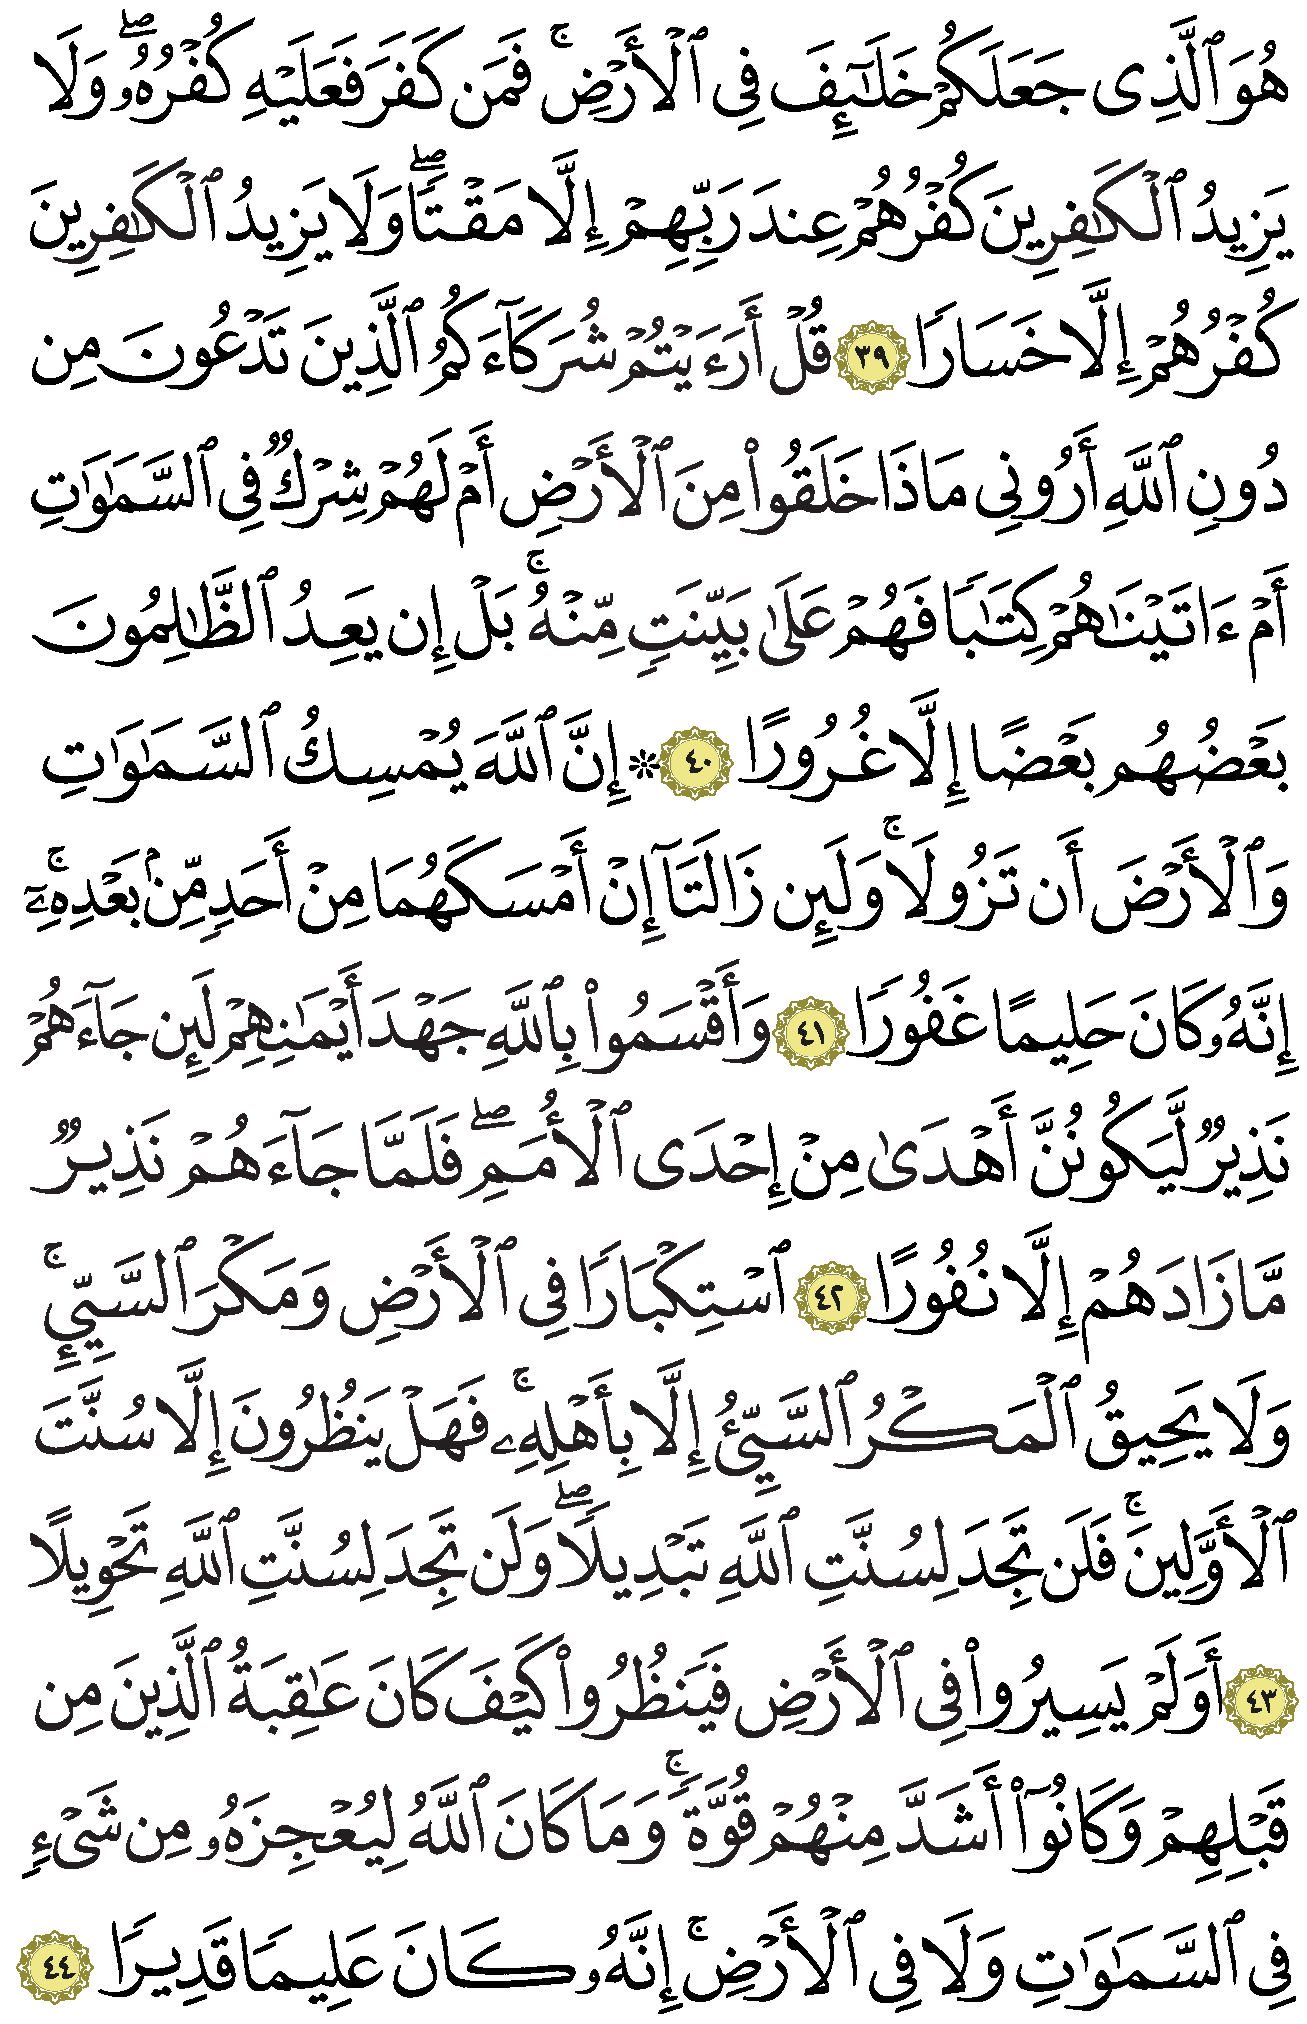 هُوَ ٱلَّذِى جَعَلَكُمْ خَلَـٰٓئِفَ فِى ٱلْأَرْضِ ۚ فَمَن كَفَرَ فَعَلَيْهِ كُفْرُهُۥ ۖ وَلَا
يَزِيدُ ٱلْكَـٰفِرِينَ كُفْرُهُمْ عِندَ رَبِّهِمْ إِلَّا مَقْتًا ۖ وَلَا يَزِيدُ ٱلْكَـٰفِرِينَ
كُفْرُهُمْ إِلَّا خَسَارًا ٣٩ قُلْ أَرَءَيْتُمْ شُرَكَآءَكُمُ ٱلَّذِينَ تَدْعُونَ مِن
دُونِ ٱللَّهِ أَرُونِى مَاذَا خَلَقُوا۟ مِنَ ٱلْأَرْضِ أَمْ لَهُمْ شِرْكٌ فِى ٱلسَّمَـٰوَٰتِ
أَمْ ءَاتَيْنَـٰهُمْ كِتَـٰبًا فَهُمْ عَلَىٰ بَيِّنَتٍ مِّنْهُ ۚ بَلْ إِن يَعِدُ ٱلظَّـٰلِمُونَ
بَعْضُهُم بَعْضًا إِلَّا غُرُورًا ٤٠ ۞ إِنَّ ٱللَّهَ يُمْسِكُ ٱلسَّمَـٰوَٰتِ
وَٱلْأَرْضَ أَن تَزُولَا ۚ وَلَئِن زَالَتَآ إِنْ أَمْسَكَهُمَا مِنْ أَحَدٍ مِّنۢ بَعْدِهِۦٓ ۚ
إِنَّهُۥ كَانَ حَلِيمًا غَفُورًا ٤١ وَأَقْسَمُوا۟ بِٱللَّهِ جَهْدَ أَيْمَـٰنِهِمْ لَئِن جَآءَهُمْ
نَذِيرٌ لَّيَكُونُنَّ أَهْدَىٰ مِنْ إِحْدَى ٱلْأُمَمِ ۖ فَلَمَّا جَآءَهُمْ نَذِيرٌ
مَّا زَادَهُمْ إِلَّا نُفُورًا ٤٢ ٱسْتِكْبَارًا فِى ٱلْأَرْضِ وَمَكْرَ ٱلسَّيِّئِ ۚ
وَلَا يَحِيقُ ٱلْمَكْرُ ٱلسَّيِّئُ إِلَّا بِأَهْلِهِۦ ۚ فَهَلْ يَنظُرُونَ إِلَّا سُنَّتَ
ٱلْأَوَّلِينَ ۚ فَلَن تَجِدَ لِسُنَّتِ ٱللَّهِ تَبْدِيلًا ۖ وَلَن تَجِدَ لِسُنَّتِ ٱللَّهِ تَحْوِيلًا
٤٣ أَوَلَمْ يَسِيرُوا۟ فِى ٱلْأَرْضِ فَيَنظُرُوا۟ كَيْفَ كَانَ عَـٰقِبَةُ ٱلَّذِينَ مِن
قَبْلِهِمْ وَكَانُوٓا۟ أَشَدَّ مِنْهُمْ قُوَّةً ۚ وَمَا كَانَ ٱللَّهُ لِيُعْجِزَهُۥ مِن شَىْءٍ
فِى ٱلسَّمَـٰوَٰتِ وَلَا فِى ٱلْأَرْضِ ۚ إِنَّهُۥ كَانَ عَلِيمًا قَدِيرًا ٤٤